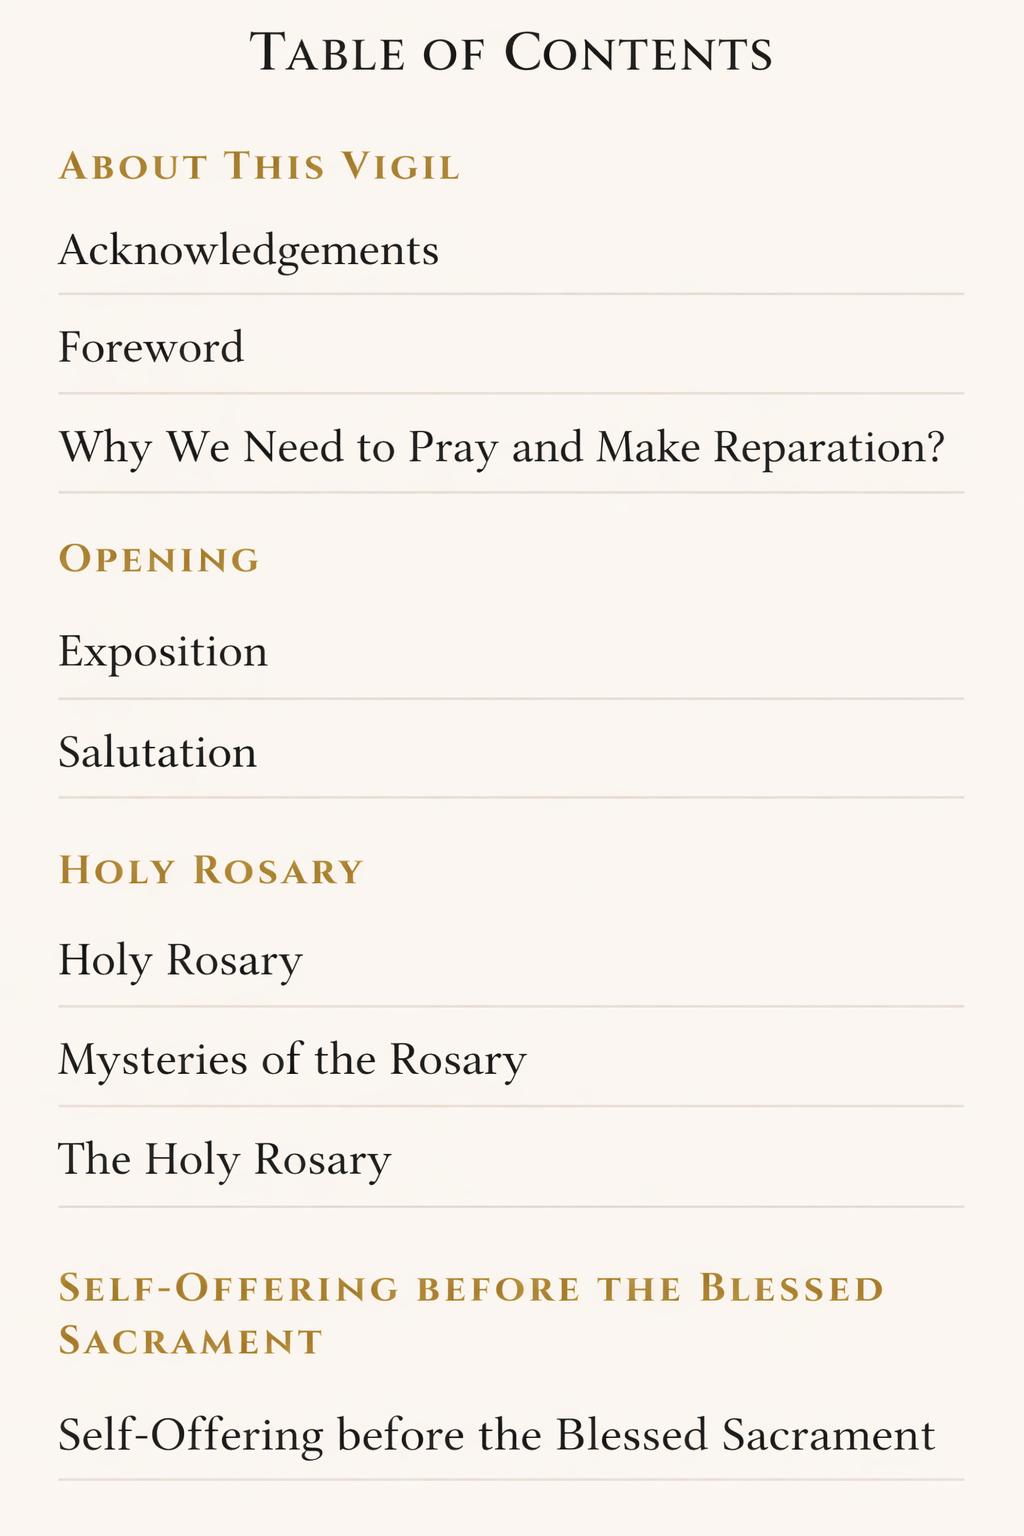 Table of Contents
About This Vigil
Acknowledgements
Foreword
Why We Need to Pray and Make Reparation?
Opening
Exposition
Salutation
Holy Rosary
Holy Rosary
Mysteries of the Rosary
The Holy Rosary
Self-Offering before the Blessed
Sacrament
Self-Offering before the Blessed Sacrament